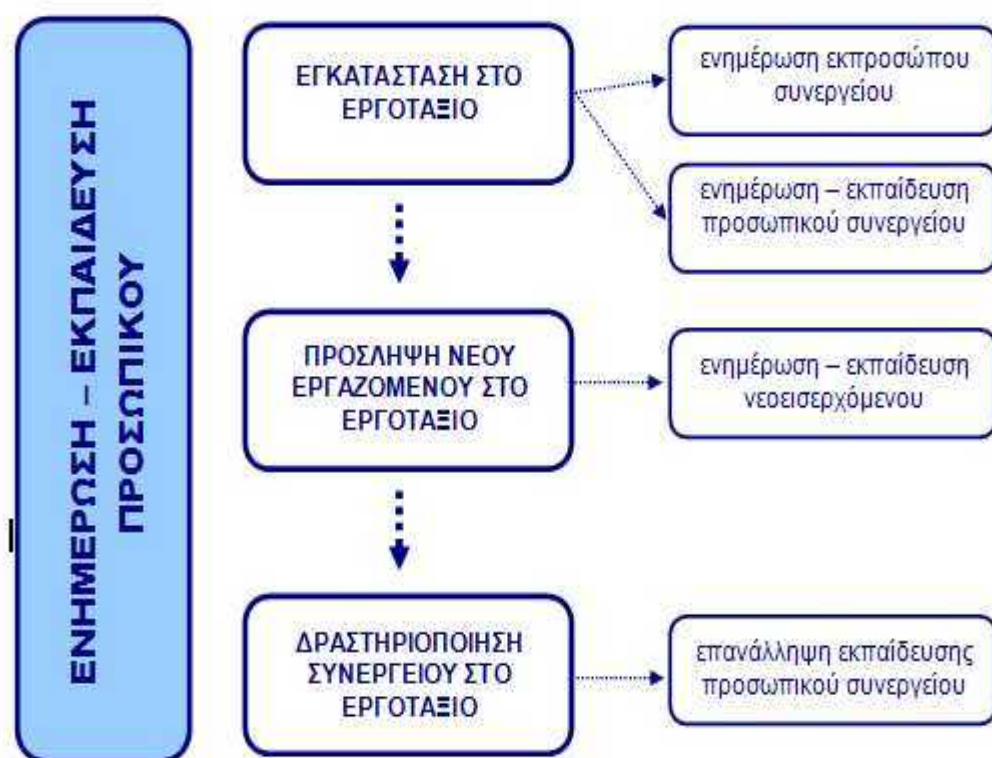 ΕΝΗΜΕΡΩΣΗ – ΕΚΠΑΙΔΕΥΣΗ
ΠΡΟΣΩΠΙΚΟΥ
ΕΓΚΑΤΑΣΤΑΣΗ ΣΤΟ
ΕΡΓΟΤΑΞΙΟ
ενημέρωση εκπροσώπου
συνεργείου
ενημέρωση – εκπαίδευση
προσωπικού συνεργείου
ΠΡΟΣΛΗΨΗ ΝΕΟΥ
ΕΡΓΑΖΟΜΕΝΟΥ ΣΤΟ
ΕΡΓΟΤΑΞΙΟ
ενημέρωση – εκπαίδευση
νεοεισερχόμενου
ΔΡΑΣΤΗΡΙΟΠΟΙΗΣΗ
ΣΥΝΕΡΓΕΙΟΥ ΣΤΟ
ΕΡΓΟΤΑΞΙΟ
επανάλληψη εκπαίδευσης
προσωπικού συνεργείου